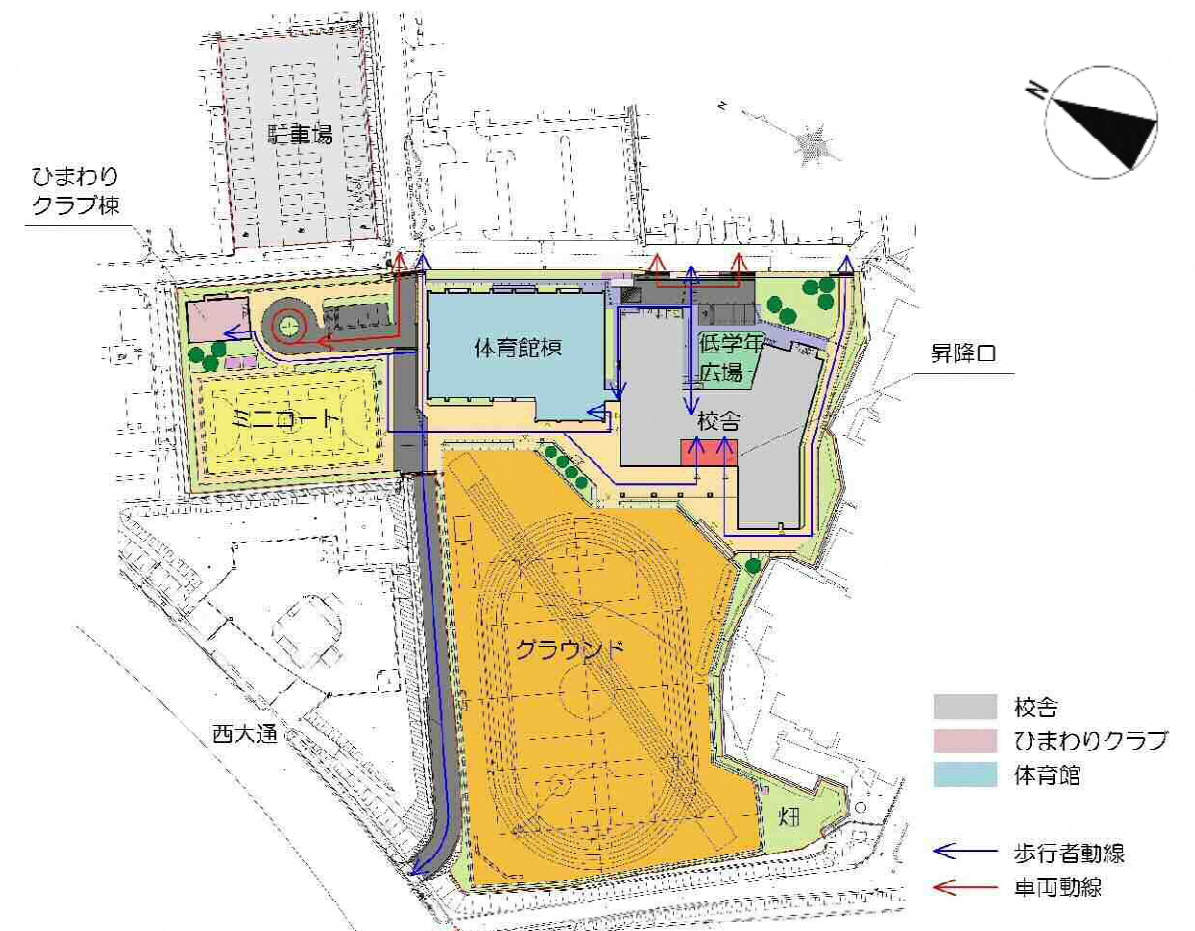 N
N
駐車場
ひまわり
クラブ棟
体育館棟
低学年
広場
昇降口
ミニコート
校舎
グラウンド
西大通
畑
校舎
ひまわりクラブ
体育館
歩行者動線
車両動線